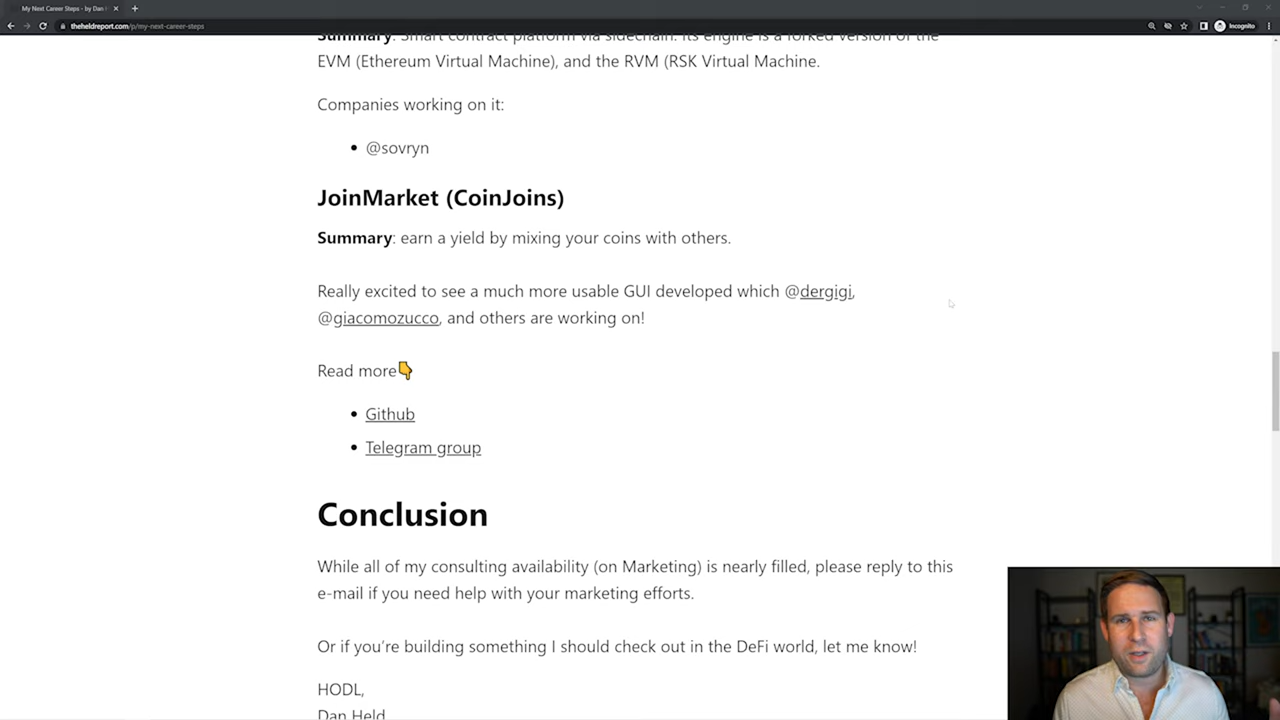 My Next Career Steps - by Dan H
theheldreport.com/p/my-next-career-steps
Incognito
Summary: Smart contract platform via sidechain. Its engine is a forked version of the
EVM (Ethereum Virtual Machine), and the RVM (RSK Virtual Machine.
Companies working on it:
• @sovryn
JoinMarket (CoinJoins)
Summary: earn a yield by mixing your coins with others.
Really excited to see a much more usable GUI developed which @dergigi,
@giacomozucco, and others are working on!
Read more👇
• Github
• Telegram group
Conclusion
While all of my consulting availability (on Marketing) is nearly filled, please reply to this
e-mail if you need help with your marketing efforts.
Or if you’re building something I should check out in the DeFi world, let me know!
HODL,
Dan Held